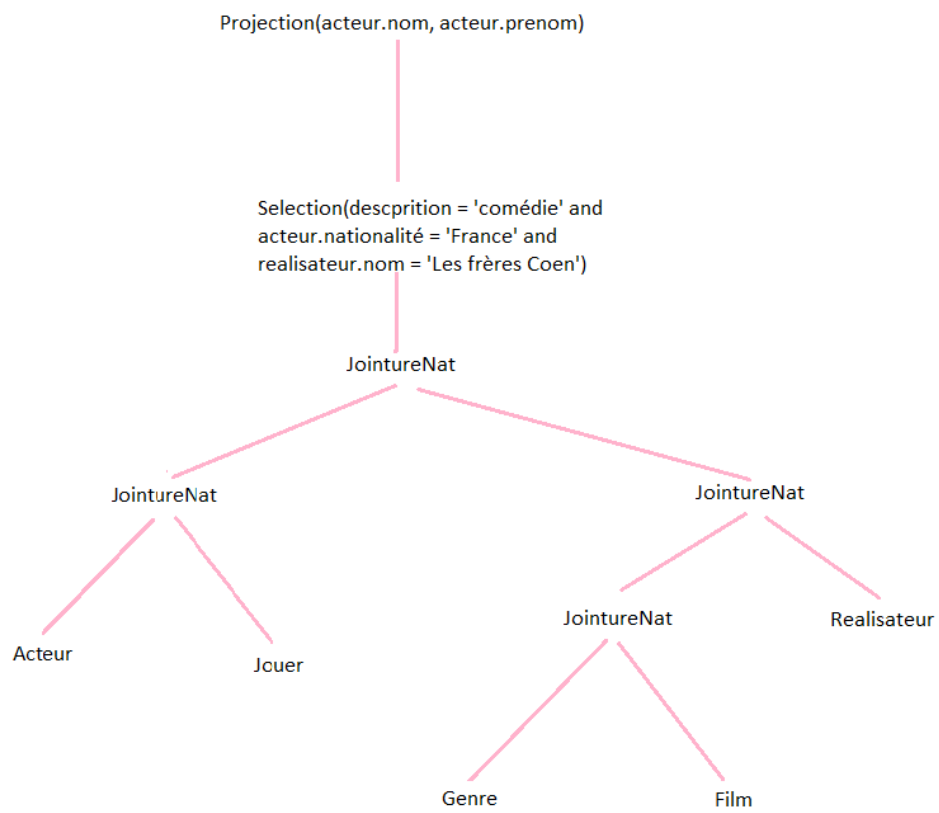 Projection(acteur.nom, acteur.prenom)
Selection(descprition = 'comédie' and
acteur.nationalité = 'France' and
realisateur.nom = 'Les frères Coen')
JointureNat
JointureNat
JointureNat
JointureNat
Realisateur
Acteur
Jouer
Genre
Film